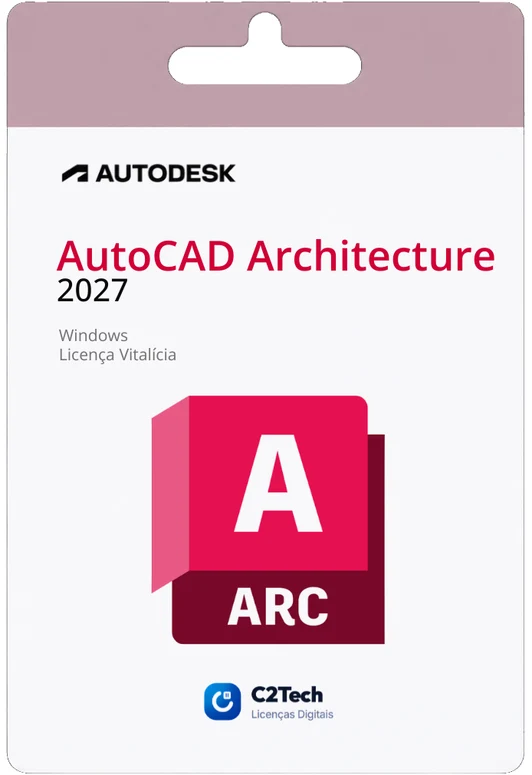 AUTODESK
AutoCAD Architecture
2027
Windows
Licença Vitalícia
A
ARC
C2Tech
Licenças Digitais